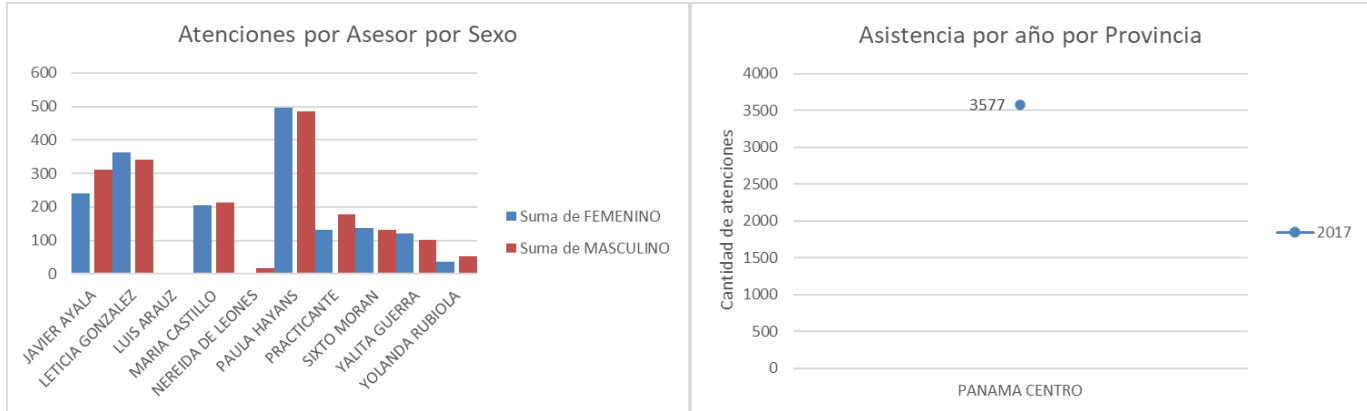 Atenciones por Asesor por Sexo
600
500
400
300
200
100
0
JAVIER AYALA
LETICIA GONZALEZ
LUIS ARAUZ
MARIA CASTILLO
NEREIDA DE LEONES
PAULA HAYANS
PRACTICANTE
SIXTO MORAN
YALITA GUERRA
YOLANDA RUBIOLA
Suma de FEMENINO
Suma de MASCULINO
Asistencia por año por Provincia
Cantidad de atenciones
4000
3500
3000
2500
2000
1500
1000
500
0
3577
PANAMA CENTRO
2017